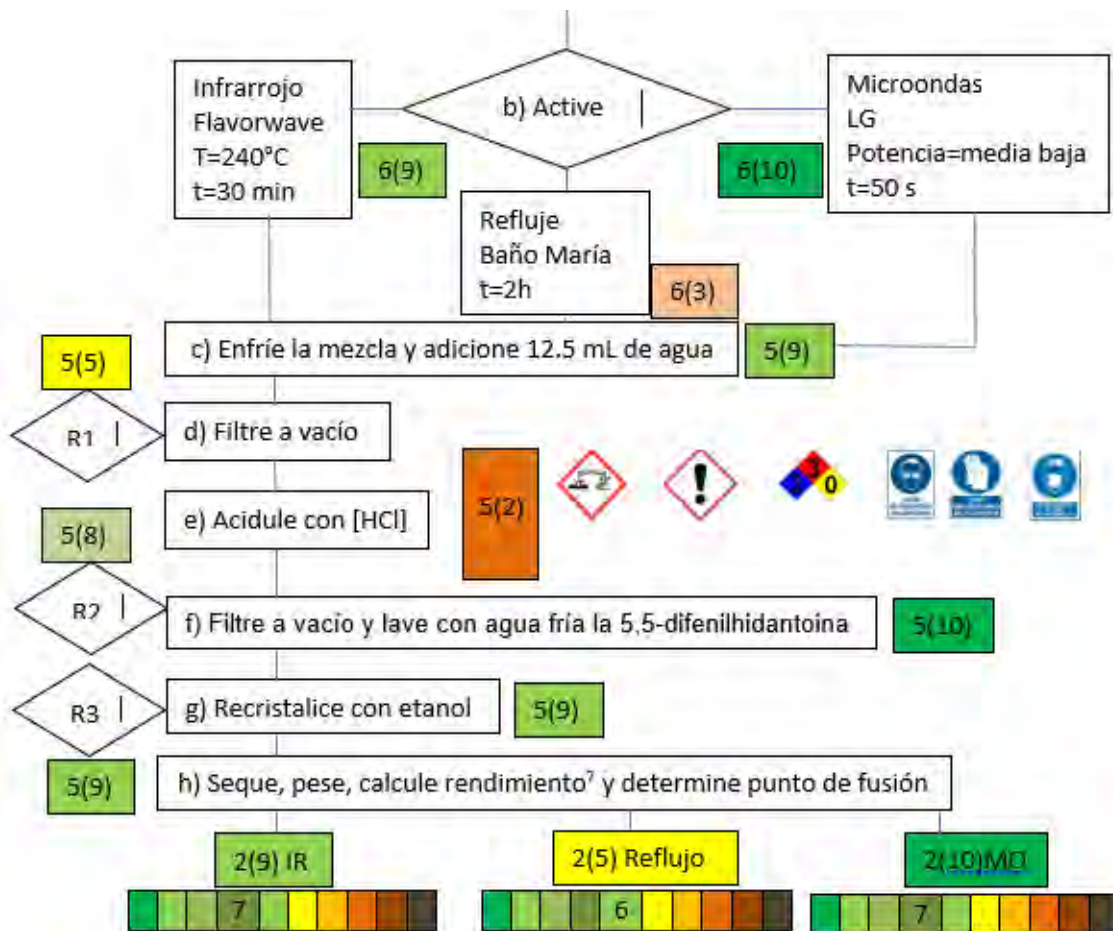 Infrarrojo
Flavorwave
T=240°C
t=30 min
6(9)
b) Active
6(10)
Microondas
LG
Potencia=media baja
t=50 s
Refluje
Baño María
t=2h
6(3)
5(5)
c) Enfríe la mezcla y adicione 12.5 mL de agua
5(9)
R1
d) Filtre a vacío
5(8)
e) Acidule con [HCl]
5(2)
3
0
R2
f) Filtre a vacío y lave con agua fría la 5,5-difenilhidantoina
5(10)
R3
g) Recristalice con etanol
5(9)
5(9)
h) Seque, pese, calcule rendimiento⁷ y determine punto de fusión
2(9) IR
2(5) Reflujo
2(10)MO
7
6
7